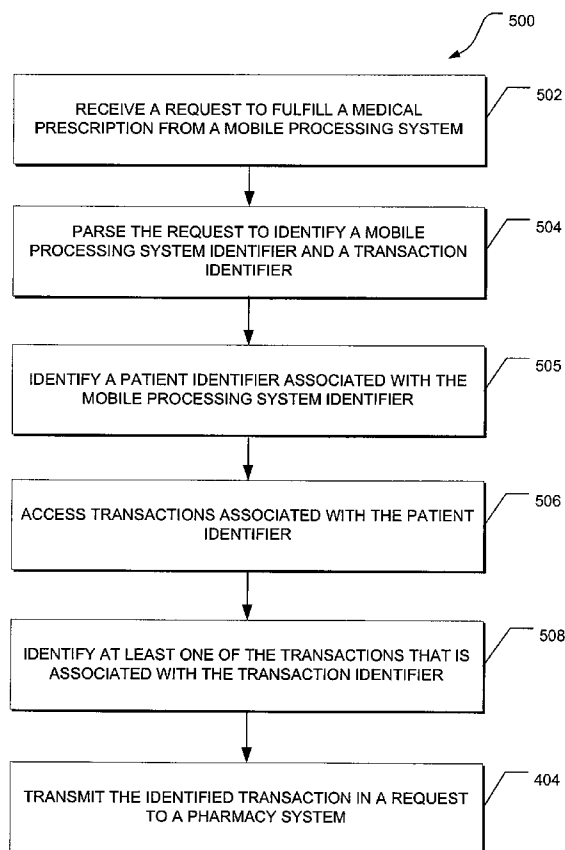 500
RECEIVE A REQUEST TO FULFILL A MEDICAL
PRESCRIPTION FROM A MOBILE PROCESSING SYSTEM
502
PARSE THE REQUEST TO IDENTIFY A MOBILE
PROCESSING SYSTEM IDENTIFIER AND A TRANSACTION
IDENTIFIER
504
IDENTIFY A PATIENT IDENTIFIER ASSOCIATED WITH THE
MOBILE PROCESSING SYSTEM IDENTIFIER
505
ACCESS TRANSACTIONS ASSOCIATED WITH THE PATIENT
IDENTIFIER
506
IDENTIFY AT LEAST ONE OF THE TRANSACTIONS THAT IS
ASSOCIATED WITH THE TRANSACTION IDENTIFIER
508
TRANSMIT THE IDENTIFIED TRANSACTION IN A REQUEST
TO A PHARMACY SYSTEM
404